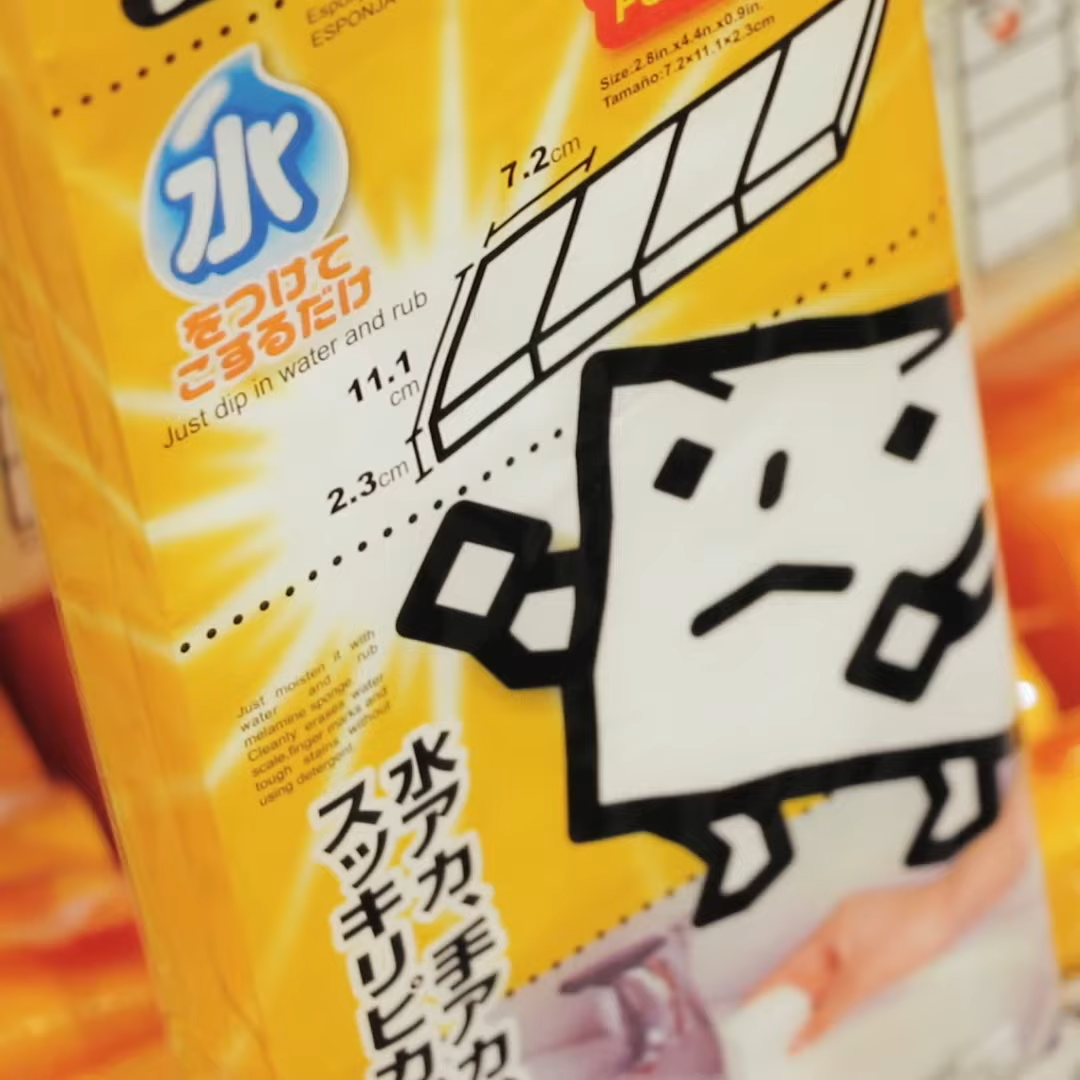 ESPONJA
Size:2.8in.x4.4n.x0.9in.
Tamaño:7.2×11.1×2.3cm
水
をつけて
こするだけ
Just dip in water and rub
7.2cm
11.1
cm
2.3cm
Just moisten it with
water and rub
melamine sponge.
Cleanly erases water
scale,finger marks and
tough stains without
using detergent.
水アカ、手アカ、
スッキリピカ